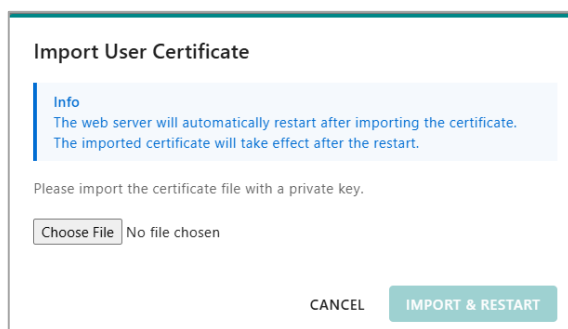 Import User Certificate
Info
The web server will automatically restart after importing the certificate.
The imported certificate will take effect after the restart.
Please import the certificate file with a private key.
Choose File No file chosen
CANCEL IMPORT & RESTART